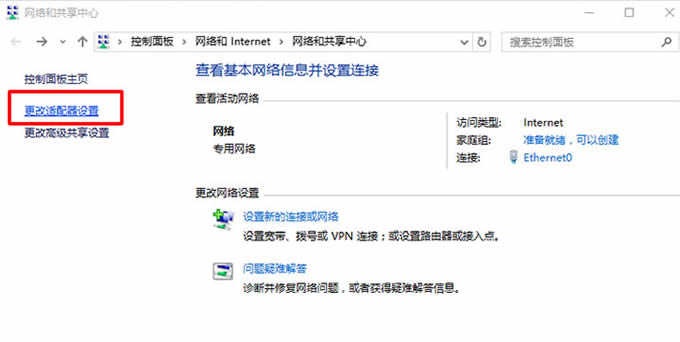 网络和共享中心
控制面板 > 网络和 Internet > 网络和共享中心
搜索控制面板
控制面板主页
更改适配器设置
更改高级共享设置
查看基本网络信息并设置连接
查看活动网络
网络
专用网络
访问类型: Internet
家庭组: 准备就绪，可以创建
连接: Ethernet0
更改网络设置
设置新的连接或网络
设置宽带、拨号或 VPN 连接；或设置路由器或接入点。
问题疑难解答
诊断并修复网络问题，或者获得疑难解答信息。